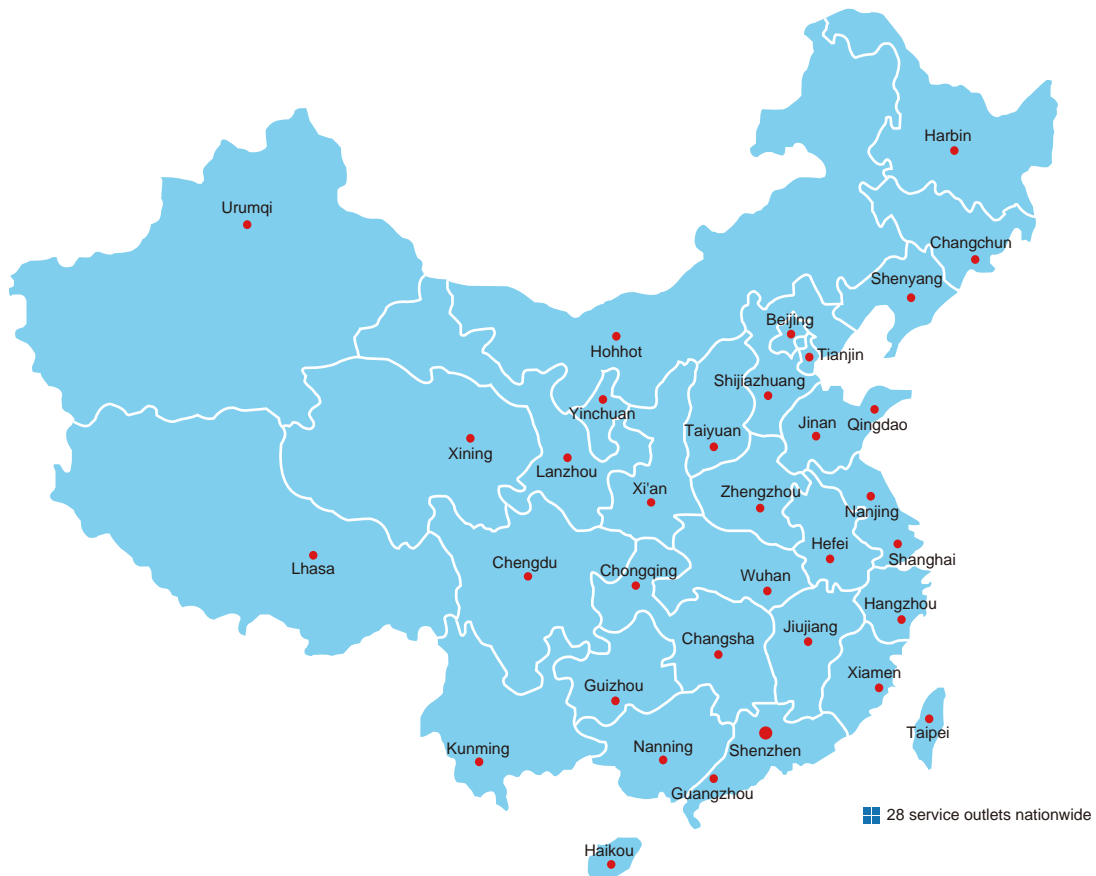 Harbin
Urumqi
Changchun
Shenyang
Beijing
Hohhot
Tianjin
Shijiazhuang
Yinchuan
Jinan
Qingdao
Taiyuan
Xining
Lanzhou
Xi'an
Zhengzhou
Nanjing
Hefei
Shanghai
Lhasa
Chengdu
Chongqing
Wuhan
Hangzhou
Jiujiang
Changsha
Xiamen
Guizhou
Taipei
Kunming
Nanning
Shenzhen
Guangzhou
28 service outlets nationwide
Haikou